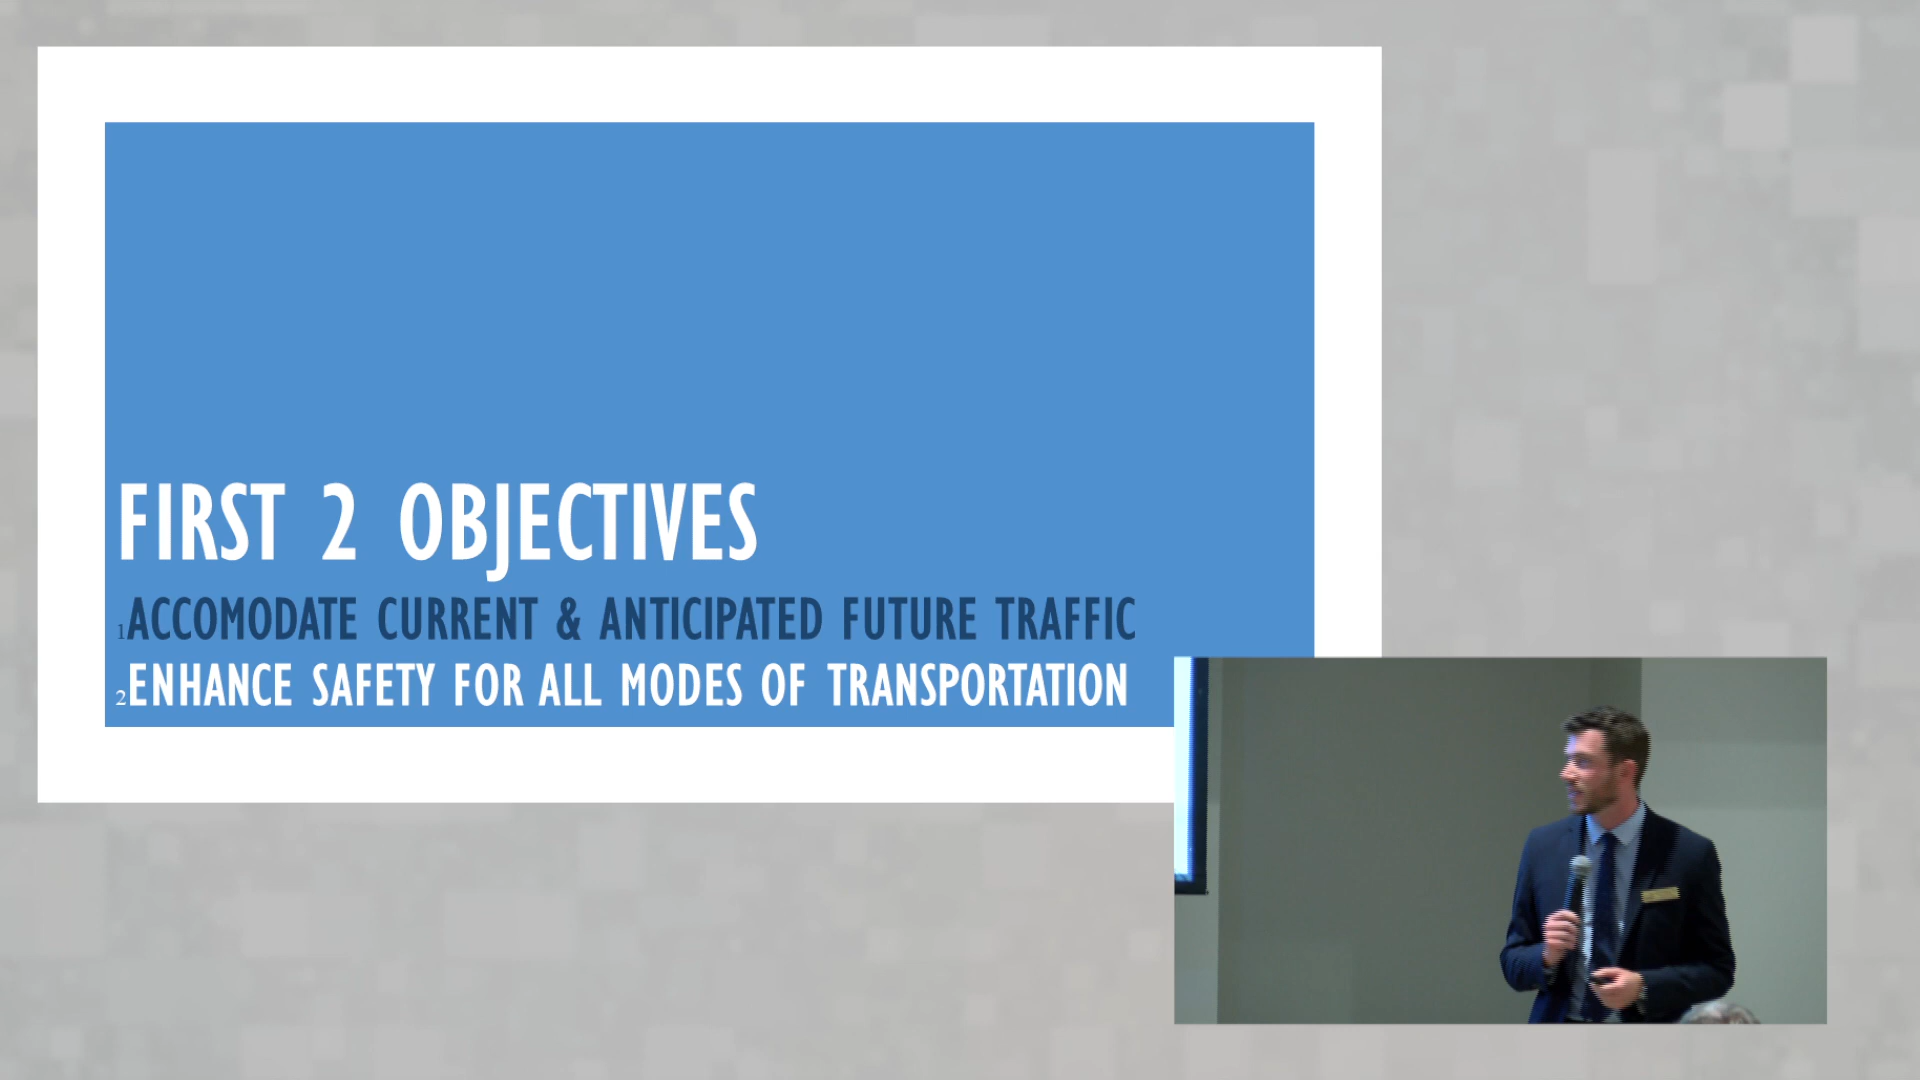 FIRST 2 OBJECTIVES
1ACCOMODATE CURRENT & ANTICIPATED FUTURE TRAFFIC
2ENHANCE SAFETY FOR ALL MODES OF TRANSPORTATION